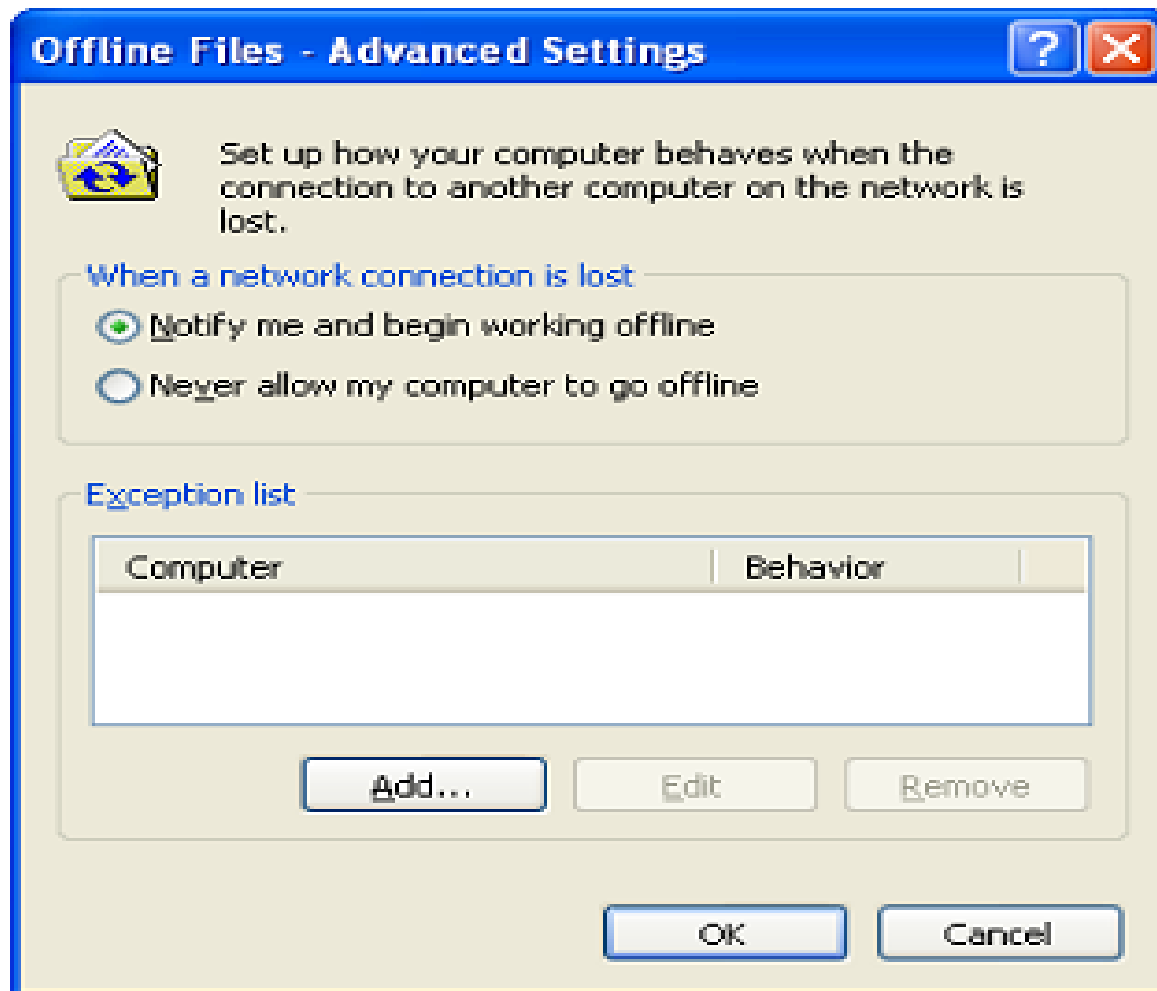 Offline Files - Advanced Settings
?
Set up how your computer behaves when the
connection to another computer on the network is
lost.
When a network connection is lost
Notify me and begin working offline
Never allow my computer to go offline
Exception list
Computer Behavior
Add... Edit Remove
OK Cancel